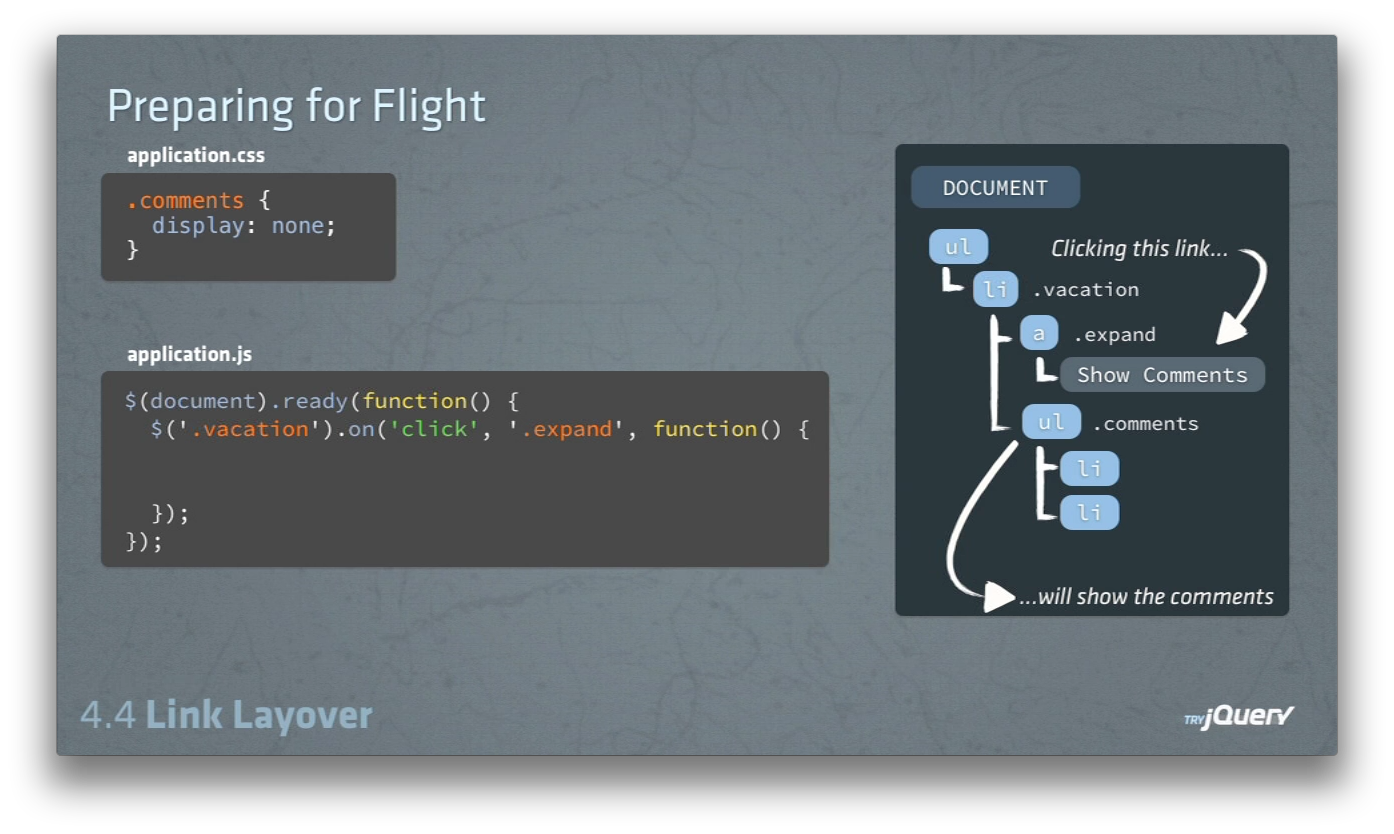 Preparing for Flight
application.css
.comments {
  display: none;
}
application.js
$(document).ready(function() {
  $('.vacation').on('click', '.expand', function() {
  });
});
DOCUMENT
ul
Clicking this link...
li .vacation
a .expand
Show Comments
ul .comments
li
li
...will show the comments
4.4 Link Layover
TRY jQuery